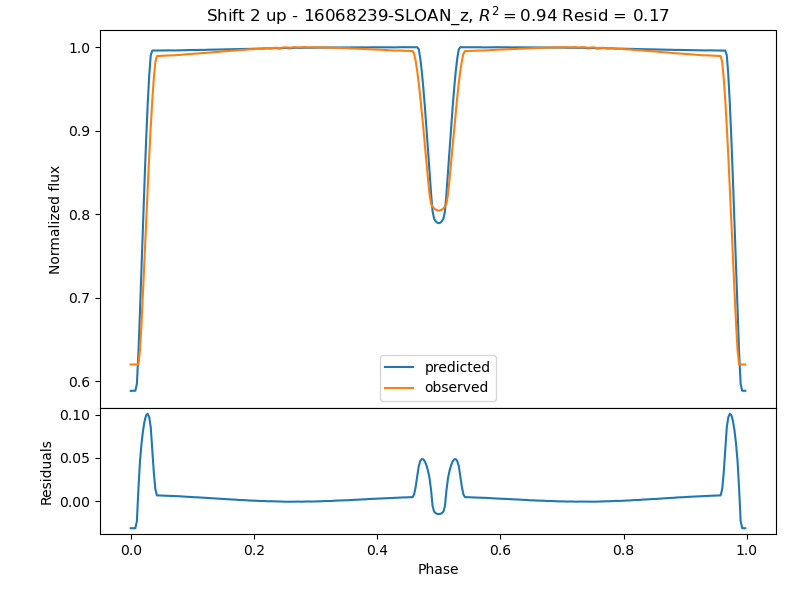 Shift 2 up - 16068239-SLOAN_z, R² = 0.94 Resid = 0.17
1.0
0.9
0.8
0.7
0.6
Normalized flux
predicted
observed
0.10
0.05
0.00
Residuals
0.0 0.2 0.4 0.6 0.8 1.0
Phase